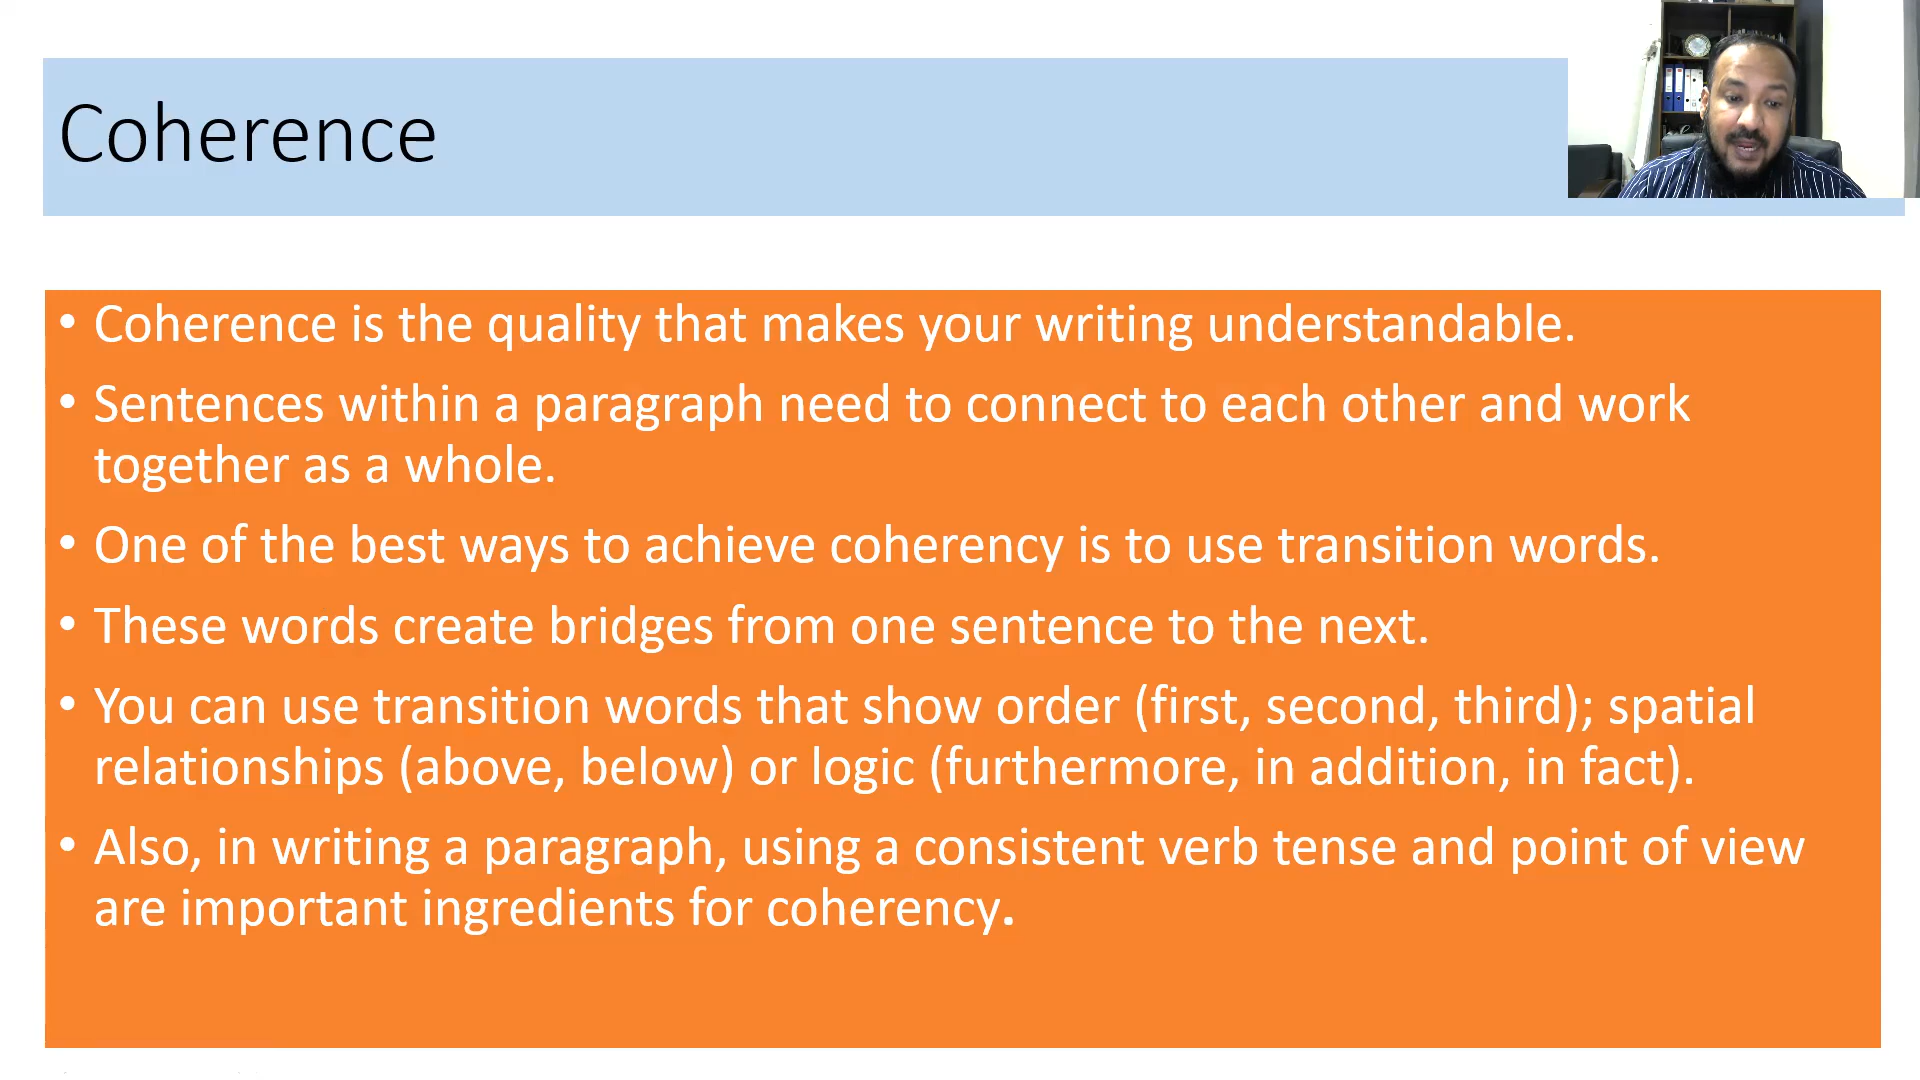 Coherence
• Coherence is the quality that makes your writing understandable.
• Sentences within a paragraph need to connect to each other and work
together as a whole.
• One of the best ways to achieve coherency is to use transition words.
• These words create bridges from one sentence to the next.
• You can use transition words that show order (first, second, third); spatial
relationships (above, below) or logic (furthermore, in addition, in fact).
• Also, in writing a paragraph, using a consistent verb tense and point of view
are important ingredients for coherency.